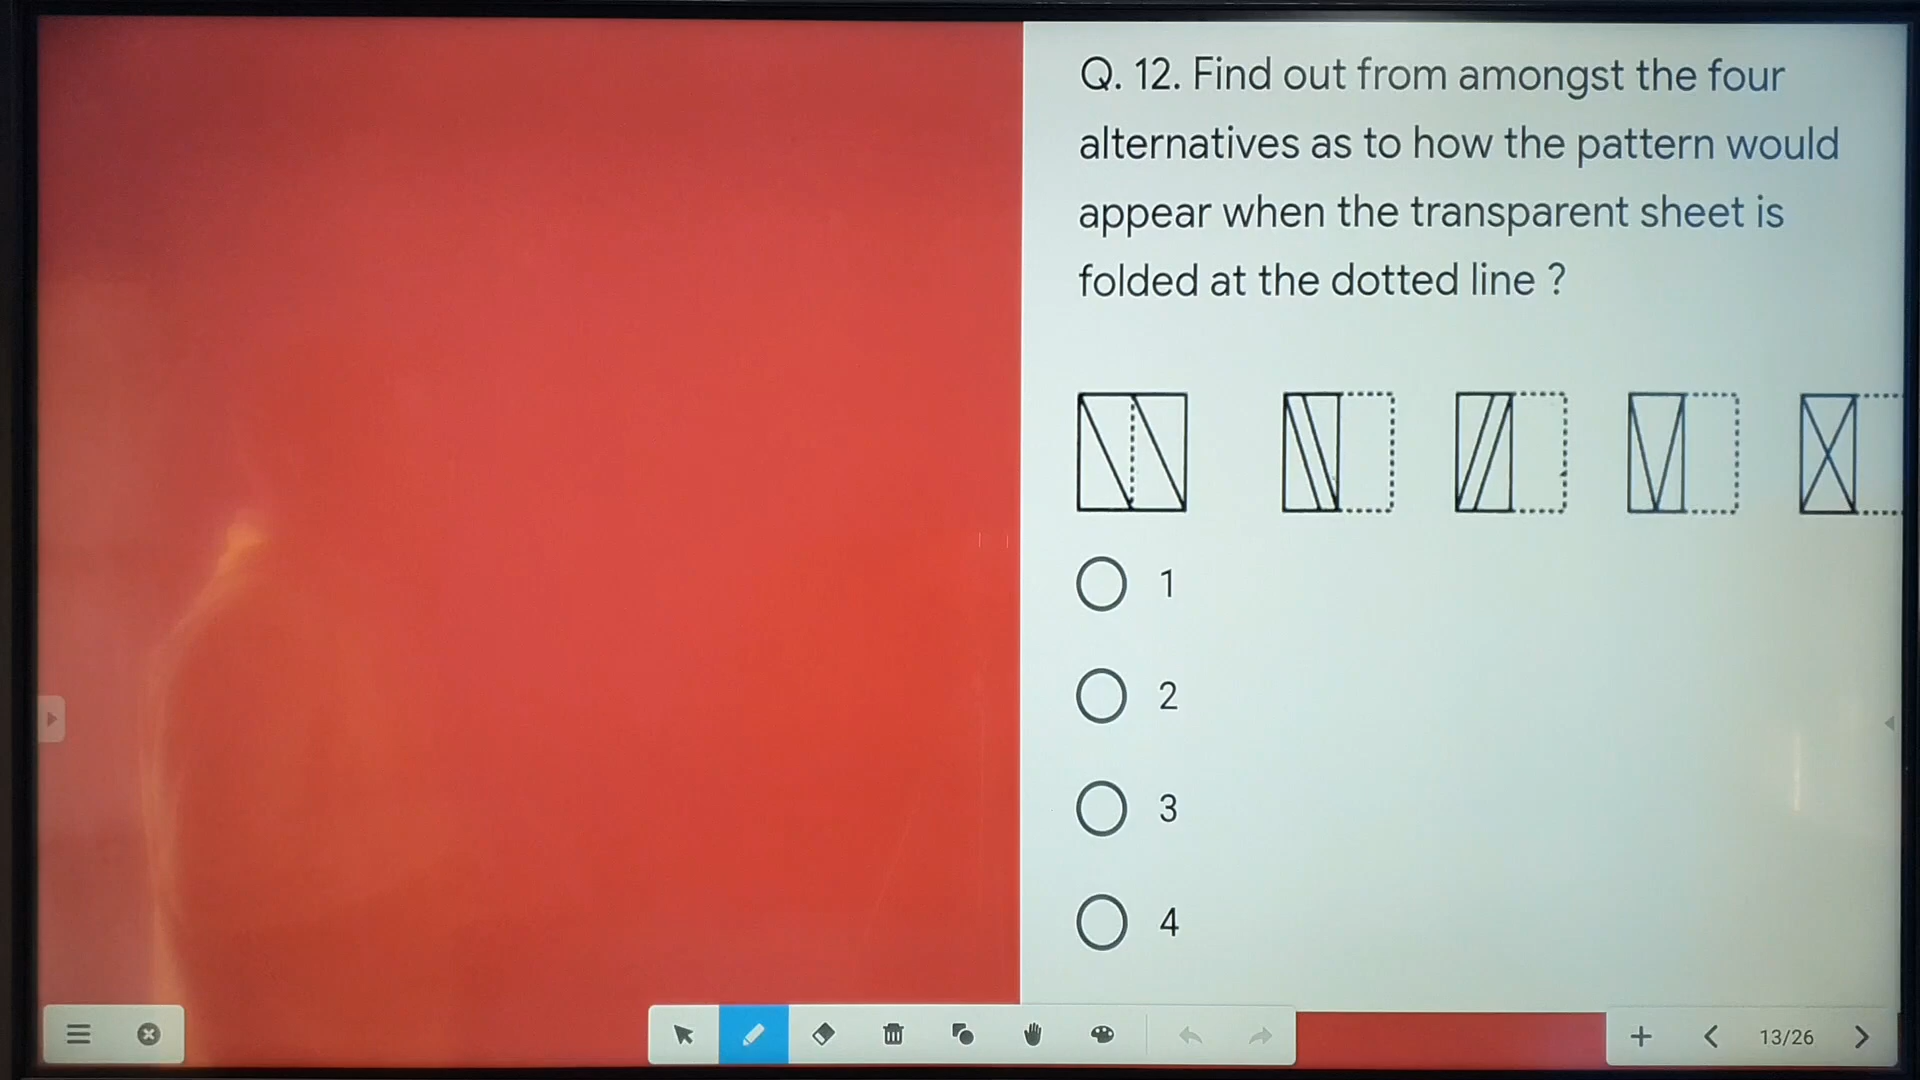 Q. 12. Find out from amongst the four
alternatives as to how the pattern would
appear when the transparent sheet is
folded at the dotted line ?
1
2
3
4
13/26